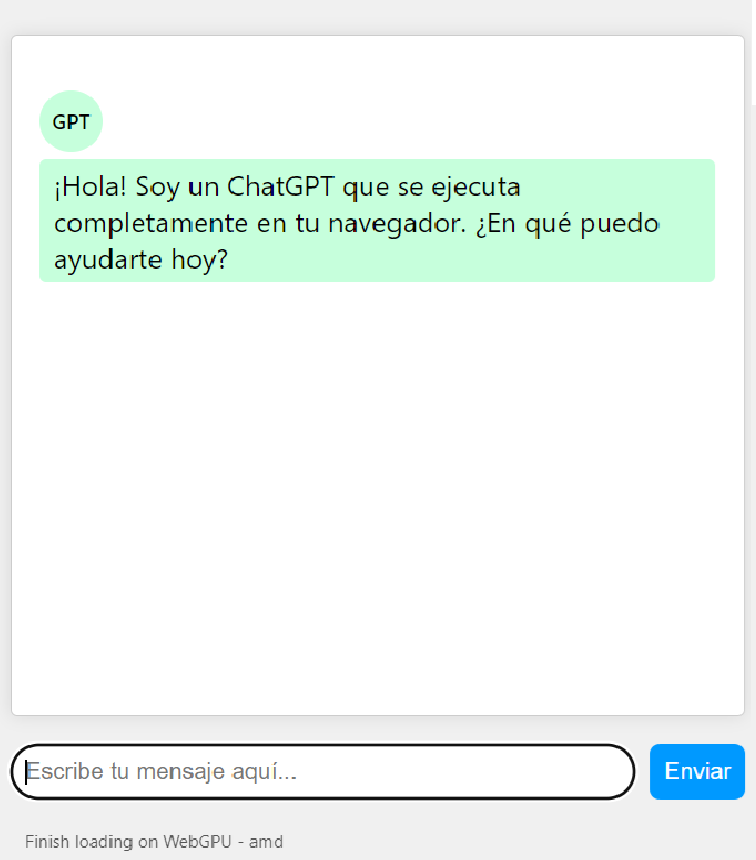 GPT
¡Hola! Soy un ChatGPT que se ejecuta
completamente en tu navegador. ¿En qué puedo
ayudarte hoy?
Escribe tu mensaje aquí...
Enviar
Finish loading on WebGPU - amd